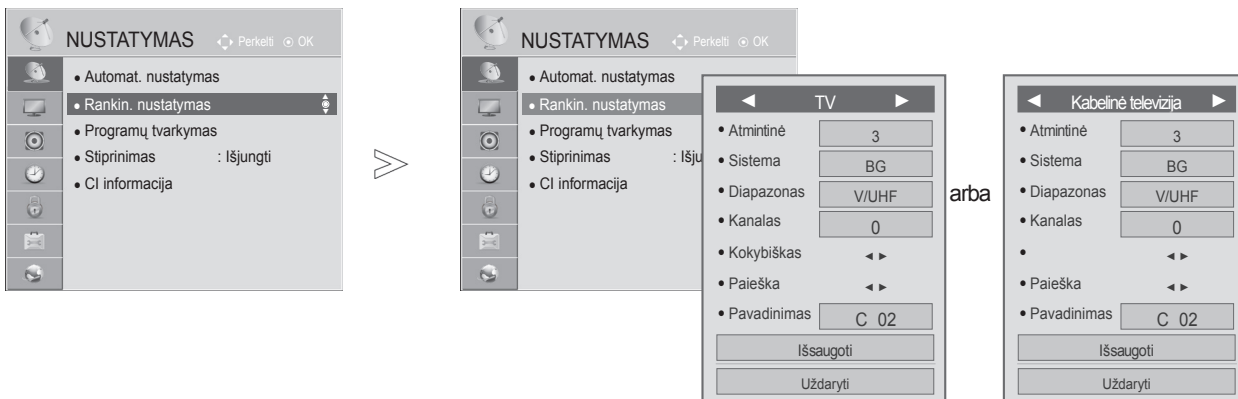 NUSTATYMAS Perkelti OK
• Automat. nustatymas
• Rankin. nustatymas
• Programų tvarkymas
• Stiprinimas : Išjungti
• CI informacija
NUSTATYMAS Perkelti OK
• Automat. nustatymas
• Rankin. nustatymas
• Programų tvarkymas
• Stiprinimas : Išju
• CI informacija
◄ TV ►
• Atmintinė 3
• Sistema BG
• Diapazonas V/UHF
• Kanalas 0
• Kokybiškas ◄ ►
• Paieška ◄ ►
• Pavadinimas C 02
Išsaugoti
Uždaryti
arba
◄ Kabelinė televizija ►
• Atmintinė 3
• Sistema BG
• Diapazonas V/UHF
• Kanalas 0
• ◄ ►
• Paieška ◄ ►
• Pavadinimas C 02
Išsaugoti
Uždaryti